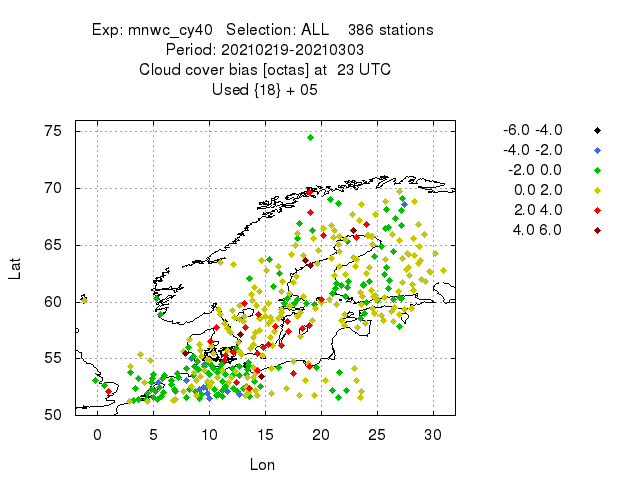 Exp: mnwc_cy40 Selection: ALL 386 stations
Period: 20210219-20210303
Cloud cover bias [octas] at 23 UTC
Used {18} + 05
-6.0 -4.0
-4.0 -2.0
-2.0 0.0
0.0 2.0
2.0 4.0
4.0 6.0
75
70
65
60
55
50
Lat
0 5 10 15 20 25 30
Lon